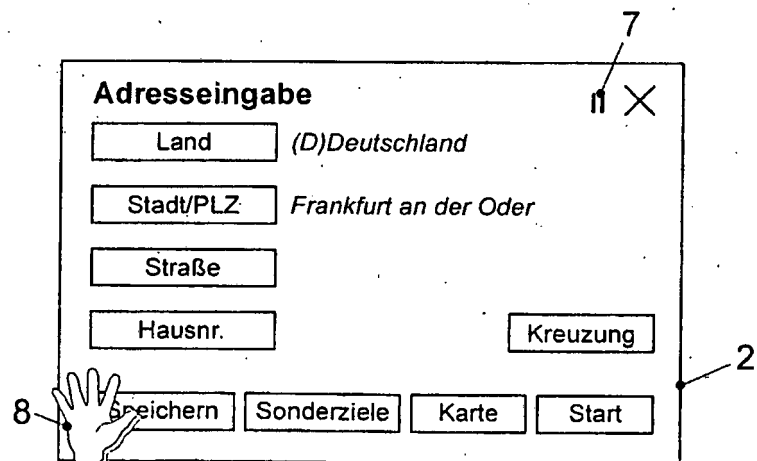 7
Adresseingabe
Land (D)Deutschland
Stadt/PLZ Frankfurt an der Oder
Straße
Hausnr. Kreuzung
2
8 Speichern Sonderziele Karte Start